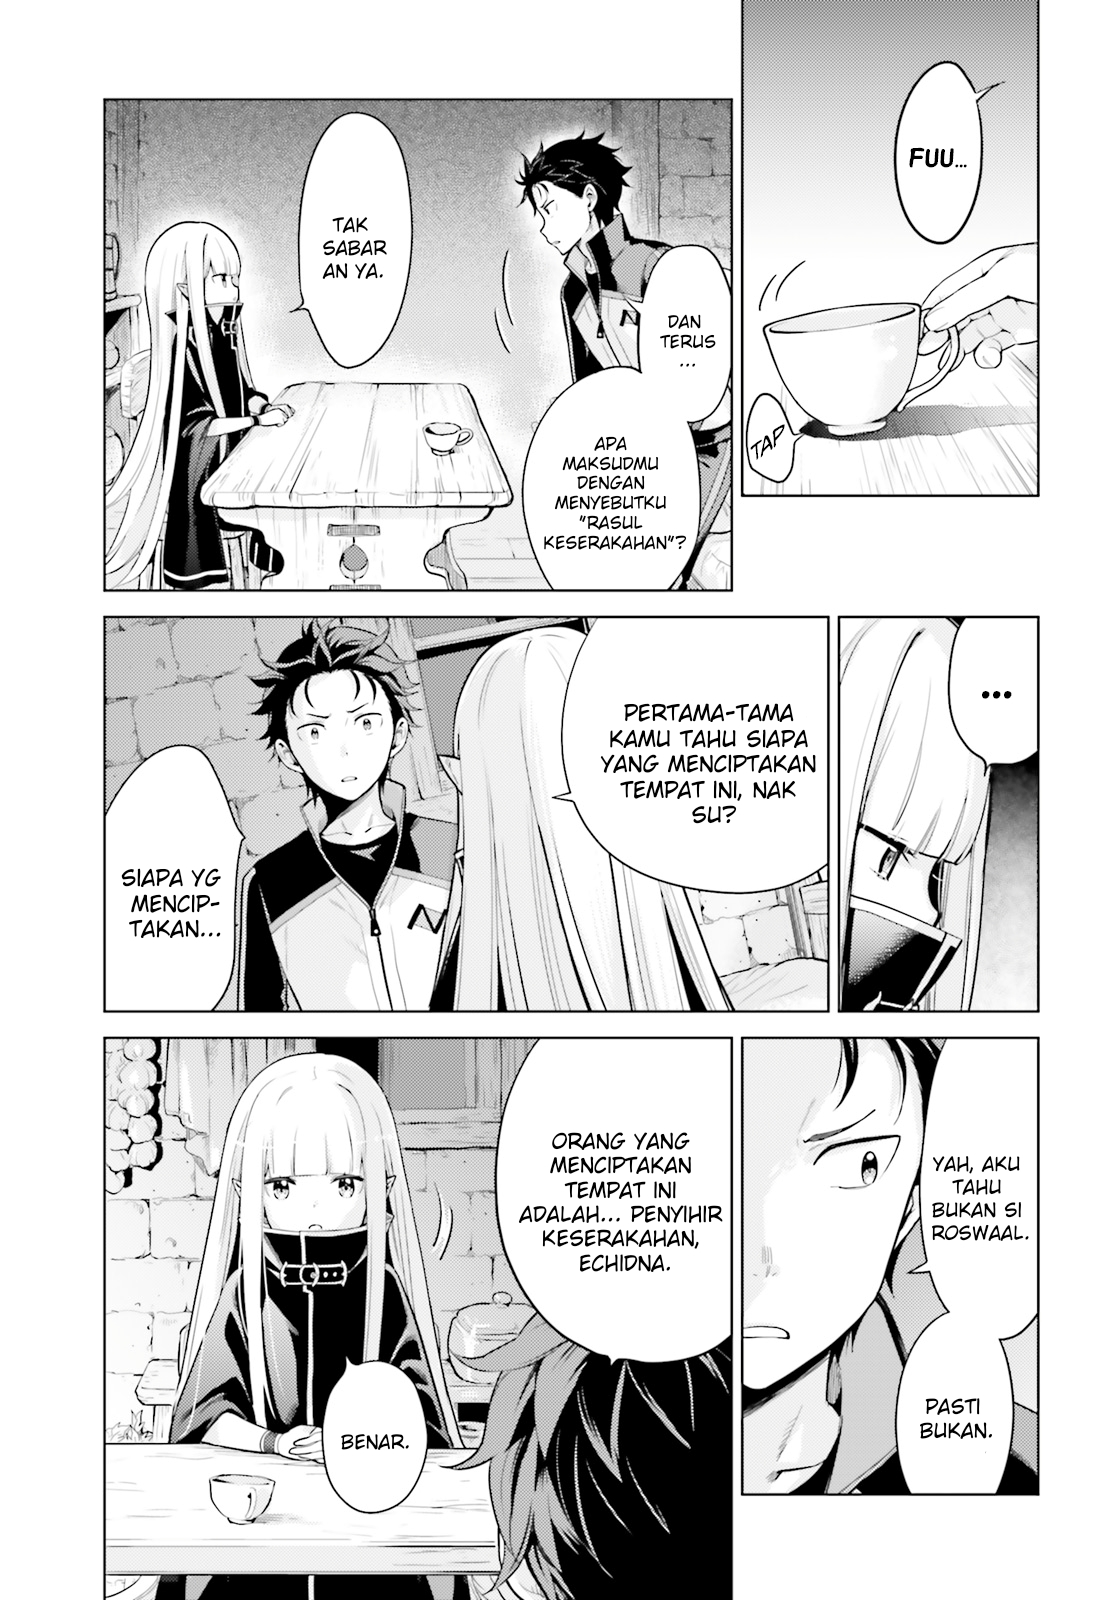 FUU...
TAP
DAN
TERUS
...
APA
MAKSUDMU
DENGAN
MENYEBUTKU
"RASUL
KESERAKAHAN"?
TAK
SABAR
AN YA.
...
PERTAMA-TAMA
KAMU TAHU SIAPA
YANG MENCIPTAKAN
TEMPAT INI, NAK
SU?
SIAPA YG
MENCIP-
TAKAN...
YAH, AKU
TAHU
BUKAN SI
ROSWAAL.
PASTI
BUKAN.
ORANG YANG
MENCIPTAKAN
TEMPAT INI
ADALAH... PENYIHIR
KESERAKAHAN,
ECHIDNA.
BENAR.